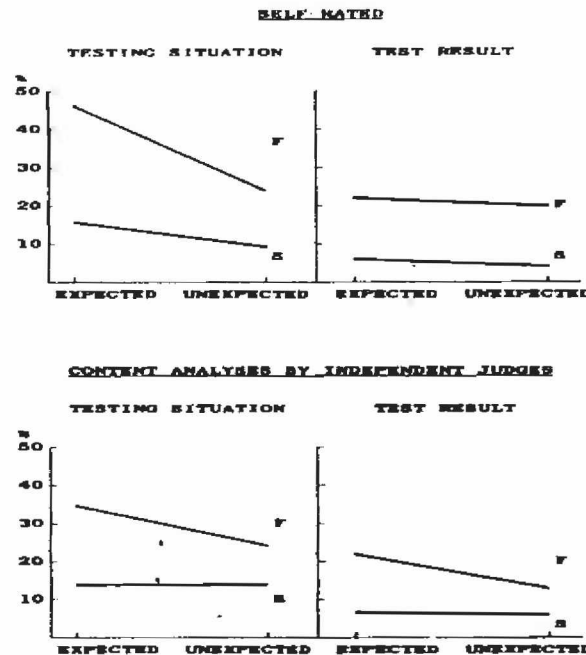 SELF RATED
TESTING SITUATION TEST RESULT
%
50
40
F
30
20
F
10
S S
EXPECTED UNEXPECTED EXPECTED UNEXPECTED
CONTENT ANALYSES BY INDEPENDENT JUDGES
TESTING SITUATION TEST RESULT
%
50
40
30 F
20 F
10 S
S
EXPECTED UNEXPECTED EXPECTED UNEXPECTED